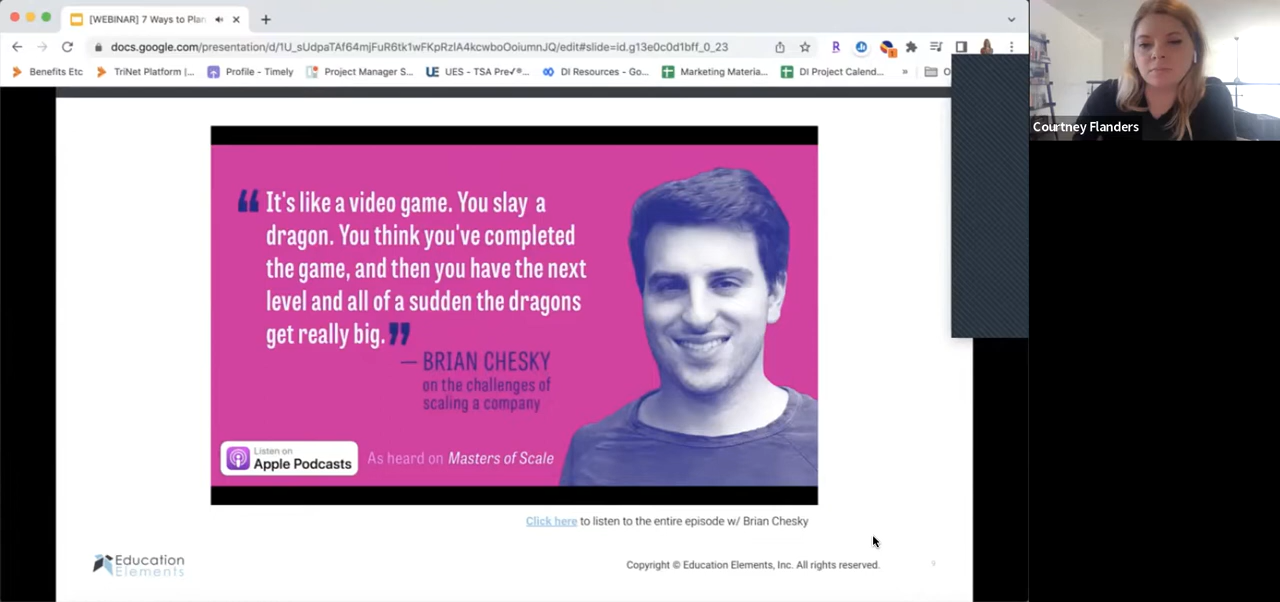 [WEBINAR] 7 Ways to Plan
docs.google.com/presentation/d/1U_sUdpaTAf64mjFuR6tk1wFKpRzIA4kcwboOoiumnJQ/edit#slide=id.g13e0c0d1bff_0_23
Benefits Etc
TriNet Platform |...
Profile - Timely
Project Manager S...
UES - TSA Pre✓®...
DI Resources - Go...
Marketing Materia...
DI Project Calend...
»
O
Courtney Flanders
“ It's like a video game. You slay a
dragon. You think you've completed
the game, and then you have the next
level and all of a sudden the dragons
get really big. ”
— BRIAN CHESKY
on the challenges of
scaling a company
Listen on
Apple Podcasts
As heard on Masters of Scale
Click here to listen to the entire episode w/ Brian Chesky
Education
Elements
Copyright © Education Elements, Inc. All rights reserved.
9